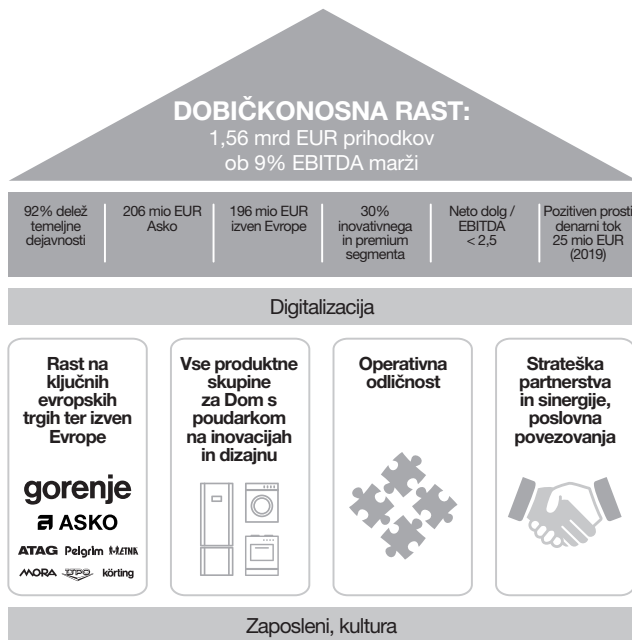 DOBIČKONOSNA RAST:
1,56 mrd EUR prihodkov
ob 9% EBITDA marži
92% delež
temeljne
dejavnosti
206 mio EUR
Asko
196 mio EUR
izven Evrope
30%
inovativnega
in premium
segmenta
Neto dolg /
EBITDA
< 2,5
Pozitiven prosti
denarni tok
25 mio EUR
(2019)
Digitalizacija
Rast na
ključnih
evropskih
trgih ter izven
Evrope
gorenje
ASKO
ATAG Pelgrim ETNA
MORA UPO körting
Vse produktne
skupine
za Dom s
poudarkom
na inovacijah
in dizajnu
Operativna
odličnost
Strateška
partnerstva
in sinergije,
poslovna
povezovanja
Zaposleni, kultura